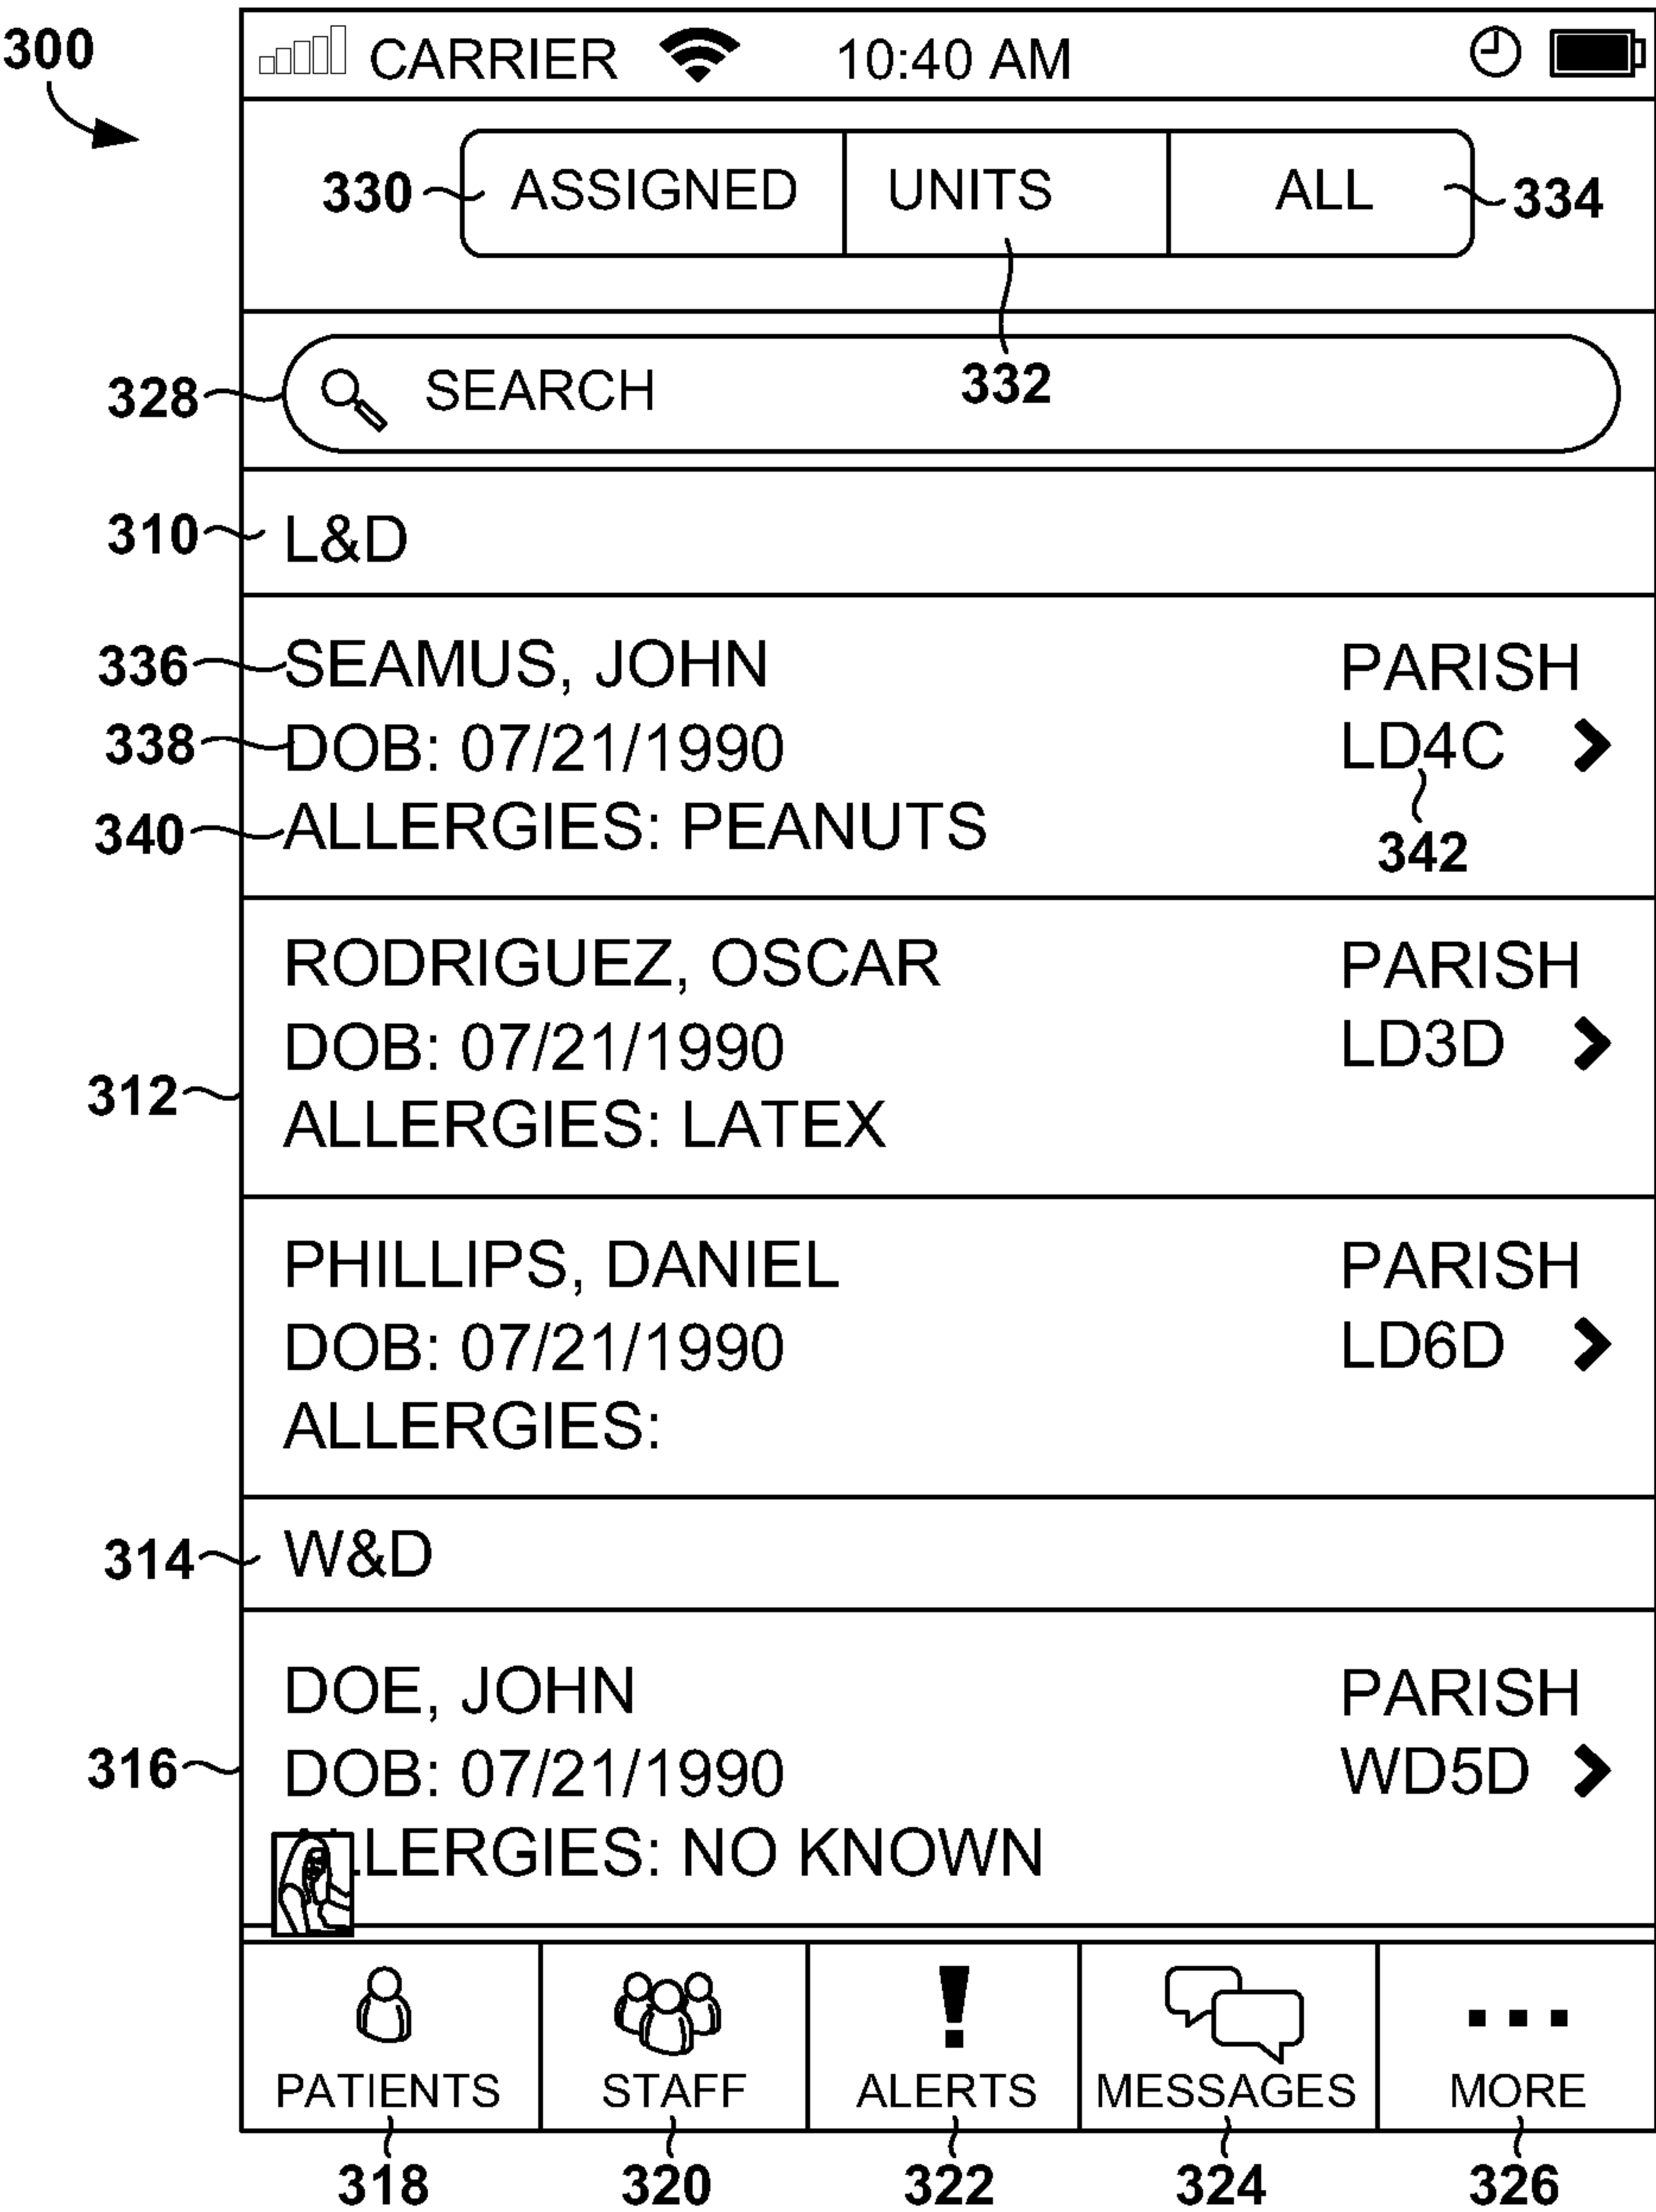 300
CARRIER 10:40 AM
330 ASSIGNED UNITS ALL 334
328 SEARCH 332
310 L&D
336 SEAMUS, JOHN PARISH
338 DOB: 07/21/1990 LD4C
340 ALLERGIES: PEANUTS 342
RODRIGUEZ, OSCAR PARISH
DOB: 07/21/1990 LD3D
312 ALLERGIES: LATEX
PHILLIPS, DANIEL PARISH
DOB: 07/21/1990 LD6D
ALLERGIES:
314 W&D
DOE, JOHN PARISH
316 DOB: 07/21/1990 WD5D
LLERGIES: NO KNOWN
PATIENTS STAFF ALERTS MESSAGES MORE
318 320 322 324 326